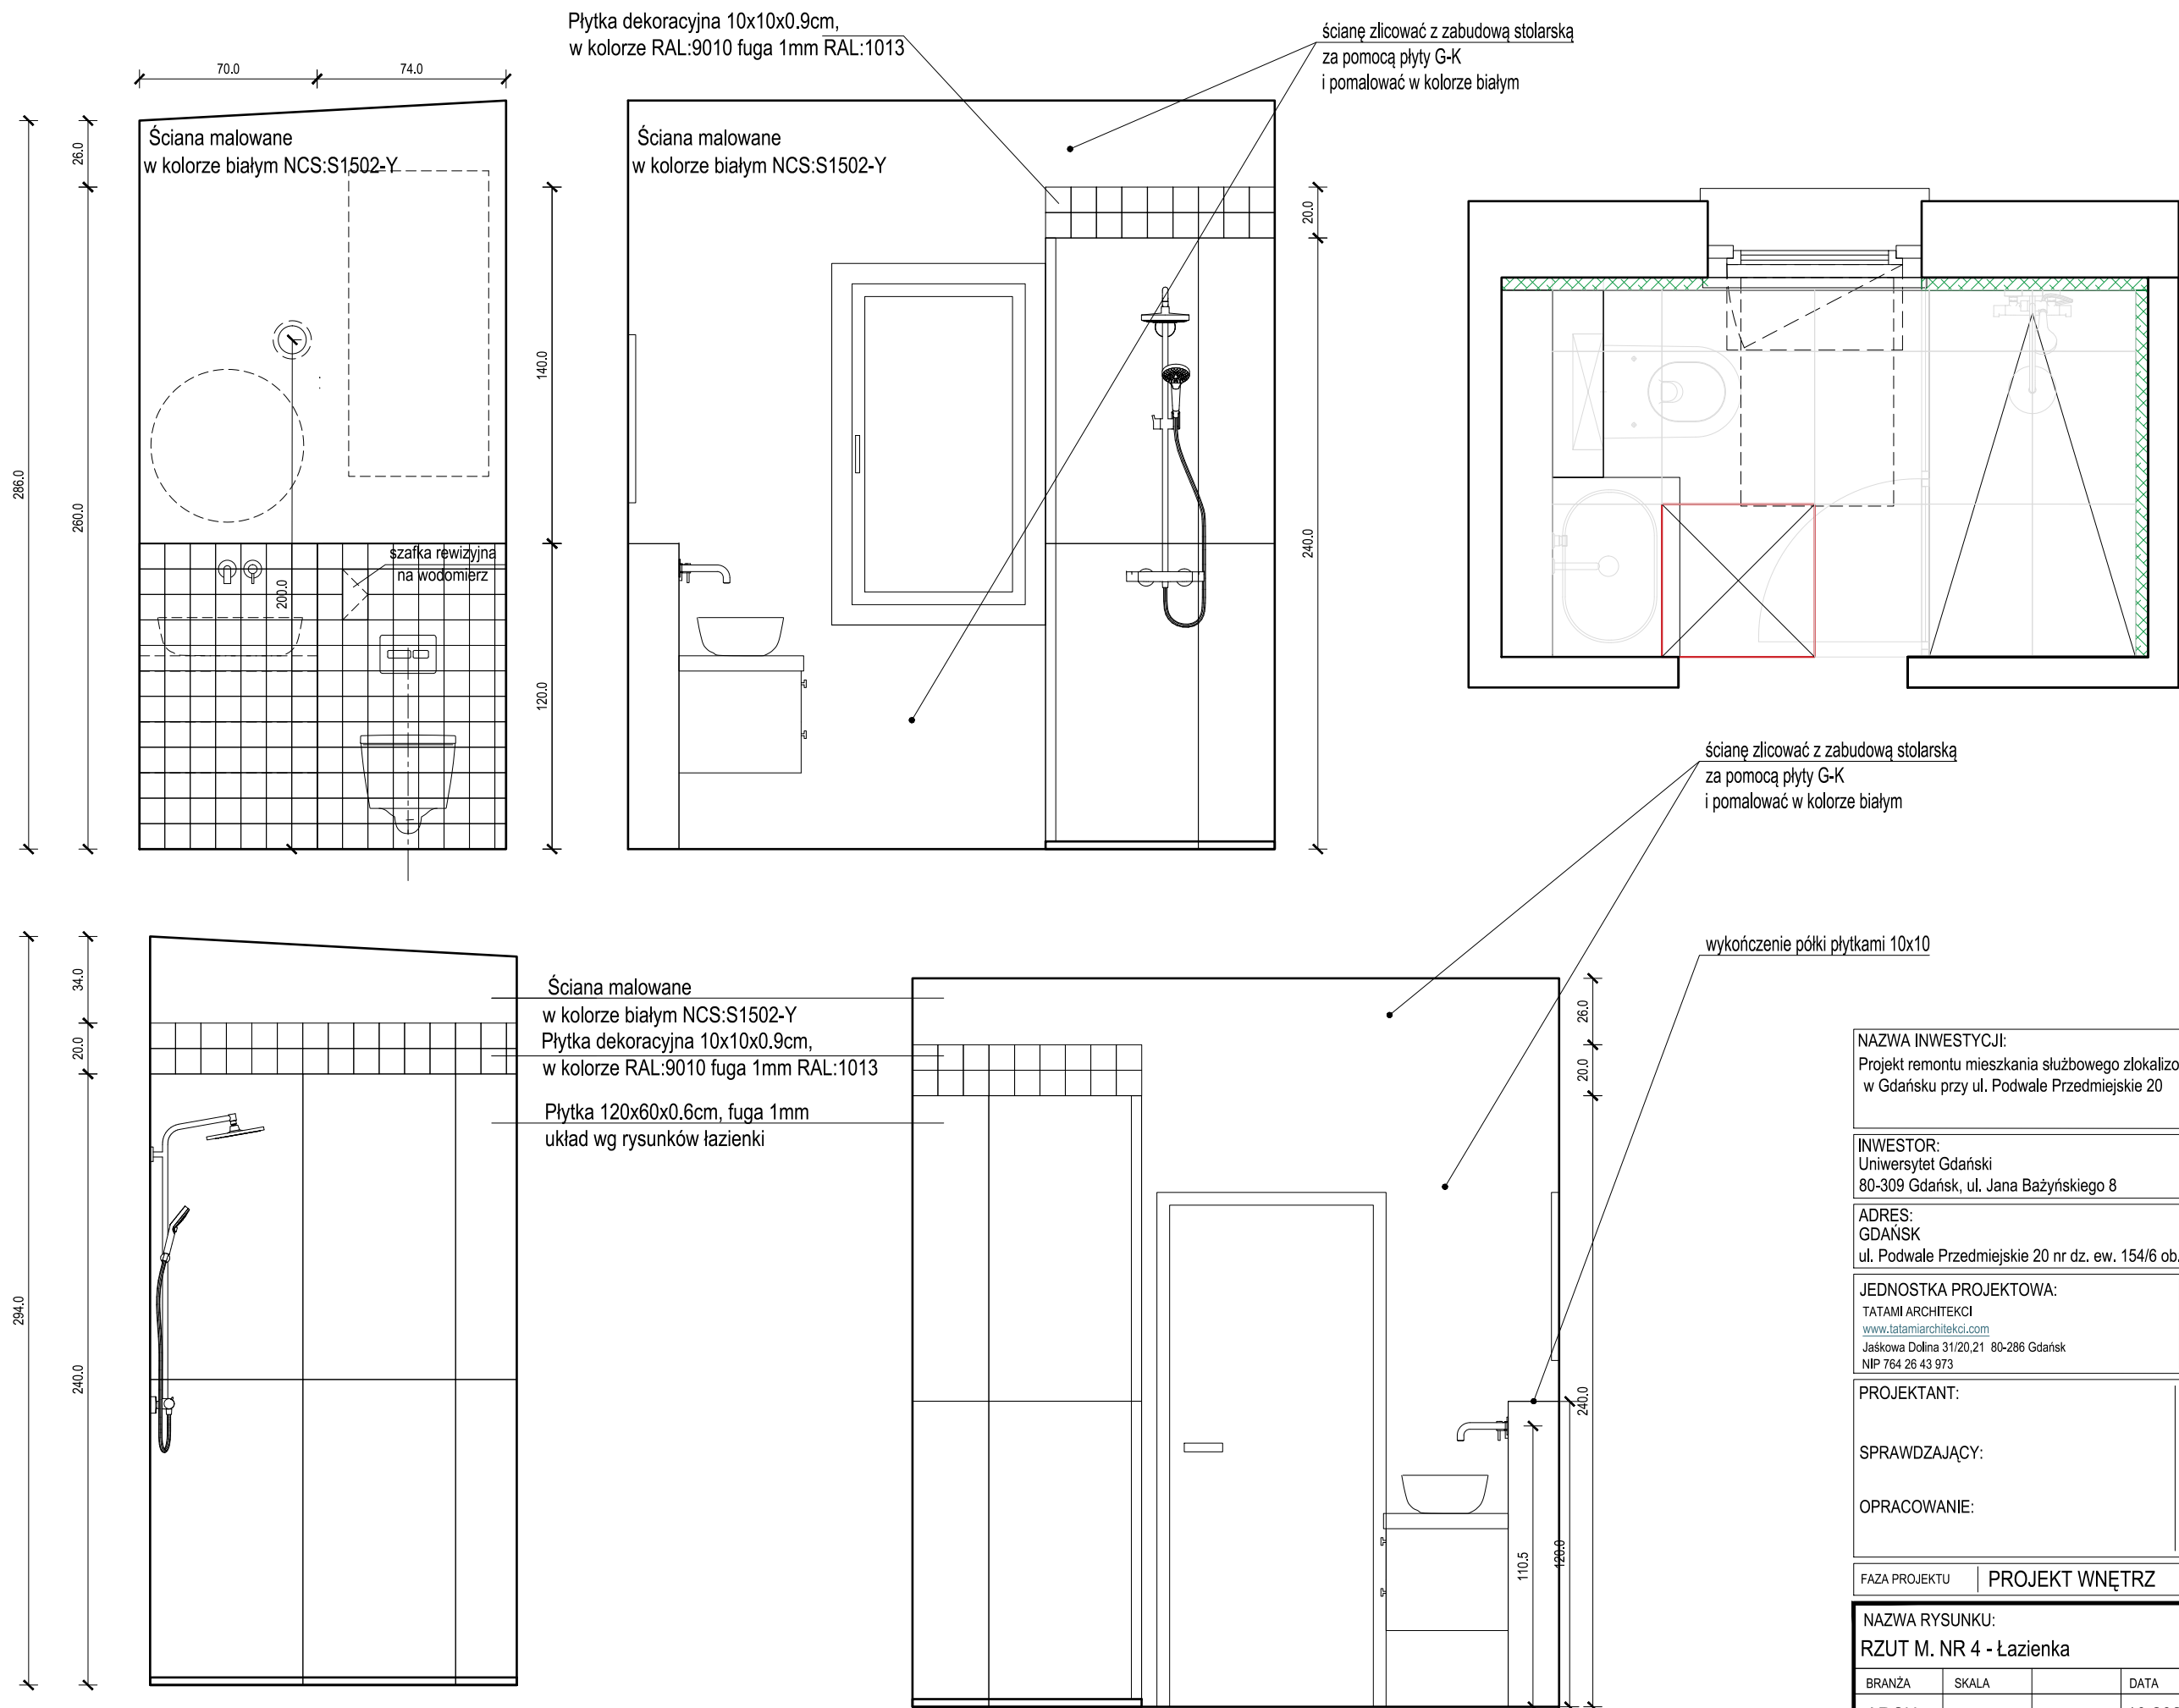 Płytka dekoracyjna 10x10x0.9cm,
w kolorze RAL:9010 fuga 1mm RAL:1013
ścianę zlicować z zabudową stolarską
za pomocą płyty G-K
i pomalować w kolorze białym
70.0
74.0
Ściana malowane
w kolorze białym NCS:S1502-Y
26.0
286.0
260.0
200.0
szafka rewizyjna
na wodomierz
140.0
120.0
Ściana malowane
w kolorze białym NCS:S1502-Y
20.0
240.0
ścianę zlicować z zabudową stolarską
za pomocą płyty G-K
i pomalować w kolorze białym
wykończenie półki płytkami 10x10
34.0
20.0
294.0
240.0
Ściana malowane
w kolorze białym NCS:S1502-Y
Płytka dekoracyjna 10x10x0.9cm,
w kolorze RAL:9010 fuga 1mm RAL:1013
Płytka 120x60x0.6cm, fuga 1mm
układ wg rysunków łazienki
26.0
20.0
240.0
110.5
120.0
NAZWA INWESTYCJI:
Projekt remontu mieszkania służbowego zlokalizo
w Gdańsku przy ul. Podwale Przedmiejskie 20
INWESTOR:
Uniwersytet Gdański
80-309 Gdańsk, ul. Jana Bażyńskiego 8
ADRES:
GDAŃSK
ul. Podwale Przedmiejskie 20 nr dz. ew. 154/6 ob.
JEDNOSTKA PROJEKTOWA:
TATAMI ARCHITEKCI
www.tatamiarchitekci.com
Jaśkowa Dolina 31/20,21 80-286 Gdańsk
NIP 764 26 43 973
PROJEKTANT:
SPRAWDZAJĄCY:
OPRACOWANIE:
FAZA PROJEKTU PROJEKT WNĘTRZ
NAZWA RYSUNKU:
RZUT M. NR 4 - Łazienka
BRANŻA SKALA DATA